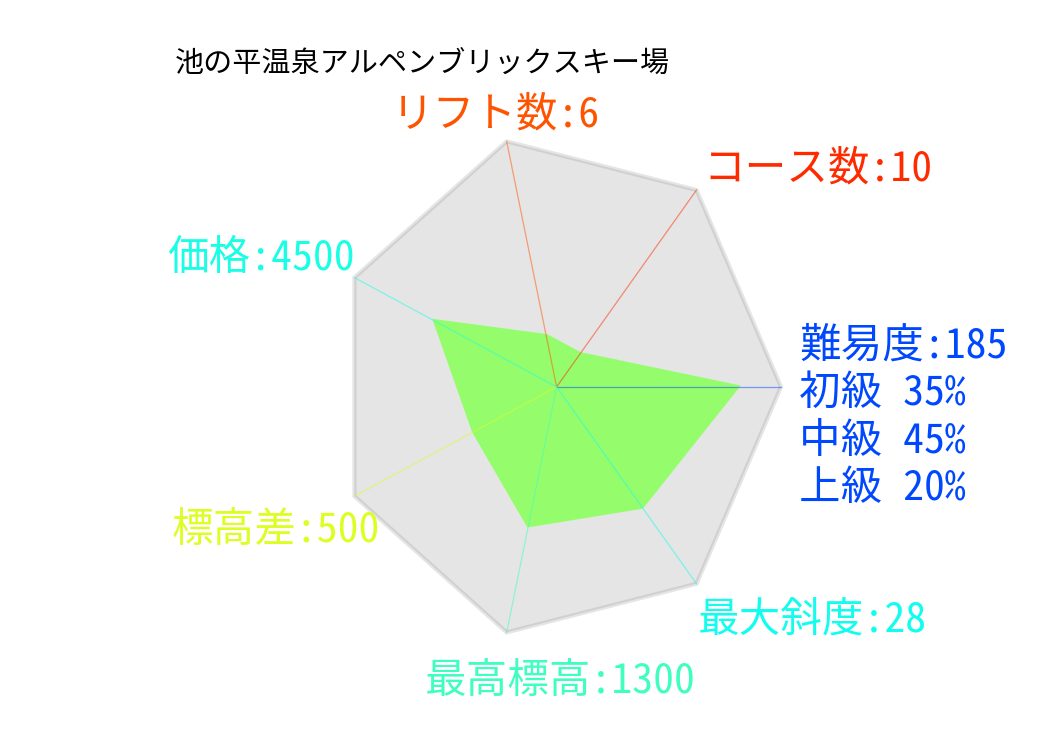 池の平温泉アルペンブリックスキー場
リフト数:6
コース数:10
価格:4500
難易度:185
初級 35%
中級 45%
上級 20%
標高差:500
最大斜度:28
最高標高:1300